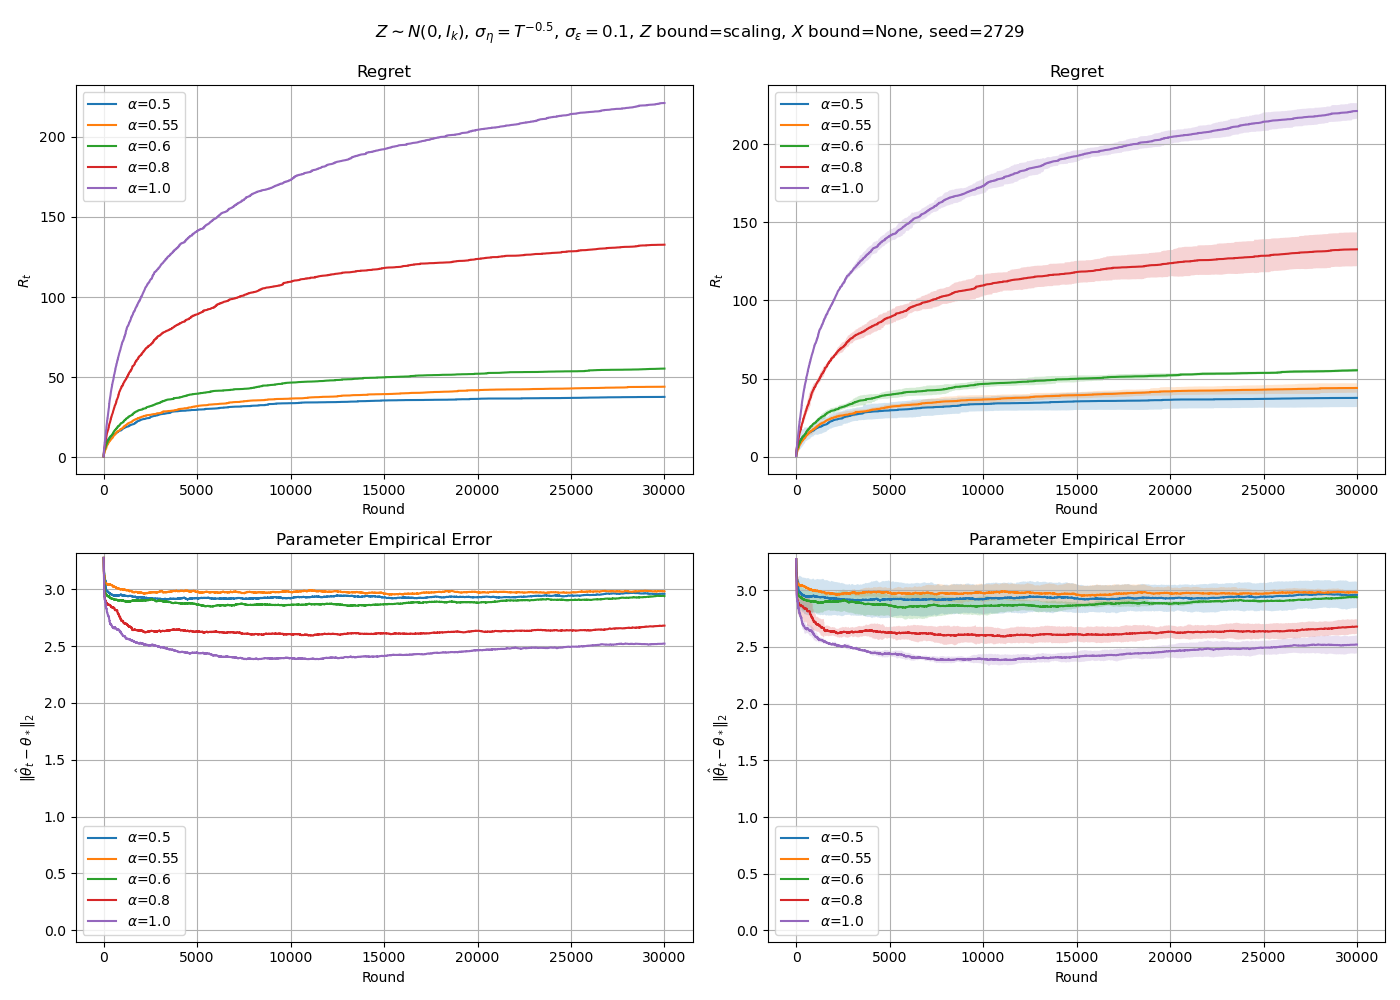 Z ∼ N(0, I_k), σ_η = T^{−0.5}, σ_ε = 0.1, Z bound=scaling, X bound=None, seed=2729
Regret
α=0.5
α=0.55
α=0.6
α=0.8
α=1.0
200
150
100
50
0
R_t
0 5000 10000 15000 20000 25000 30000
Round
Regret
α=0.5
α=0.55
α=0.6
α=0.8
α=1.0
200
150
100
50
0
R_t
0 5000 10000 15000 20000 25000 30000
Round
Parameter Empirical Error
3.0
2.5
2.0
1.5
1.0
0.5
0.0
‖θ̂_t − θ_*‖_2
α=0.5
α=0.55
α=0.6
α=0.8
α=1.0
0 5000 10000 15000 20000 25000 30000
Round
Parameter Empirical Error
3.0
2.5
2.0
1.5
1.0
0.5
0.0
‖θ̂_t − θ_*‖_2
α=0.5
α=0.55
α=0.6
α=0.8
α=1.0
0 5000 10000 15000 20000 25000 30000
Round